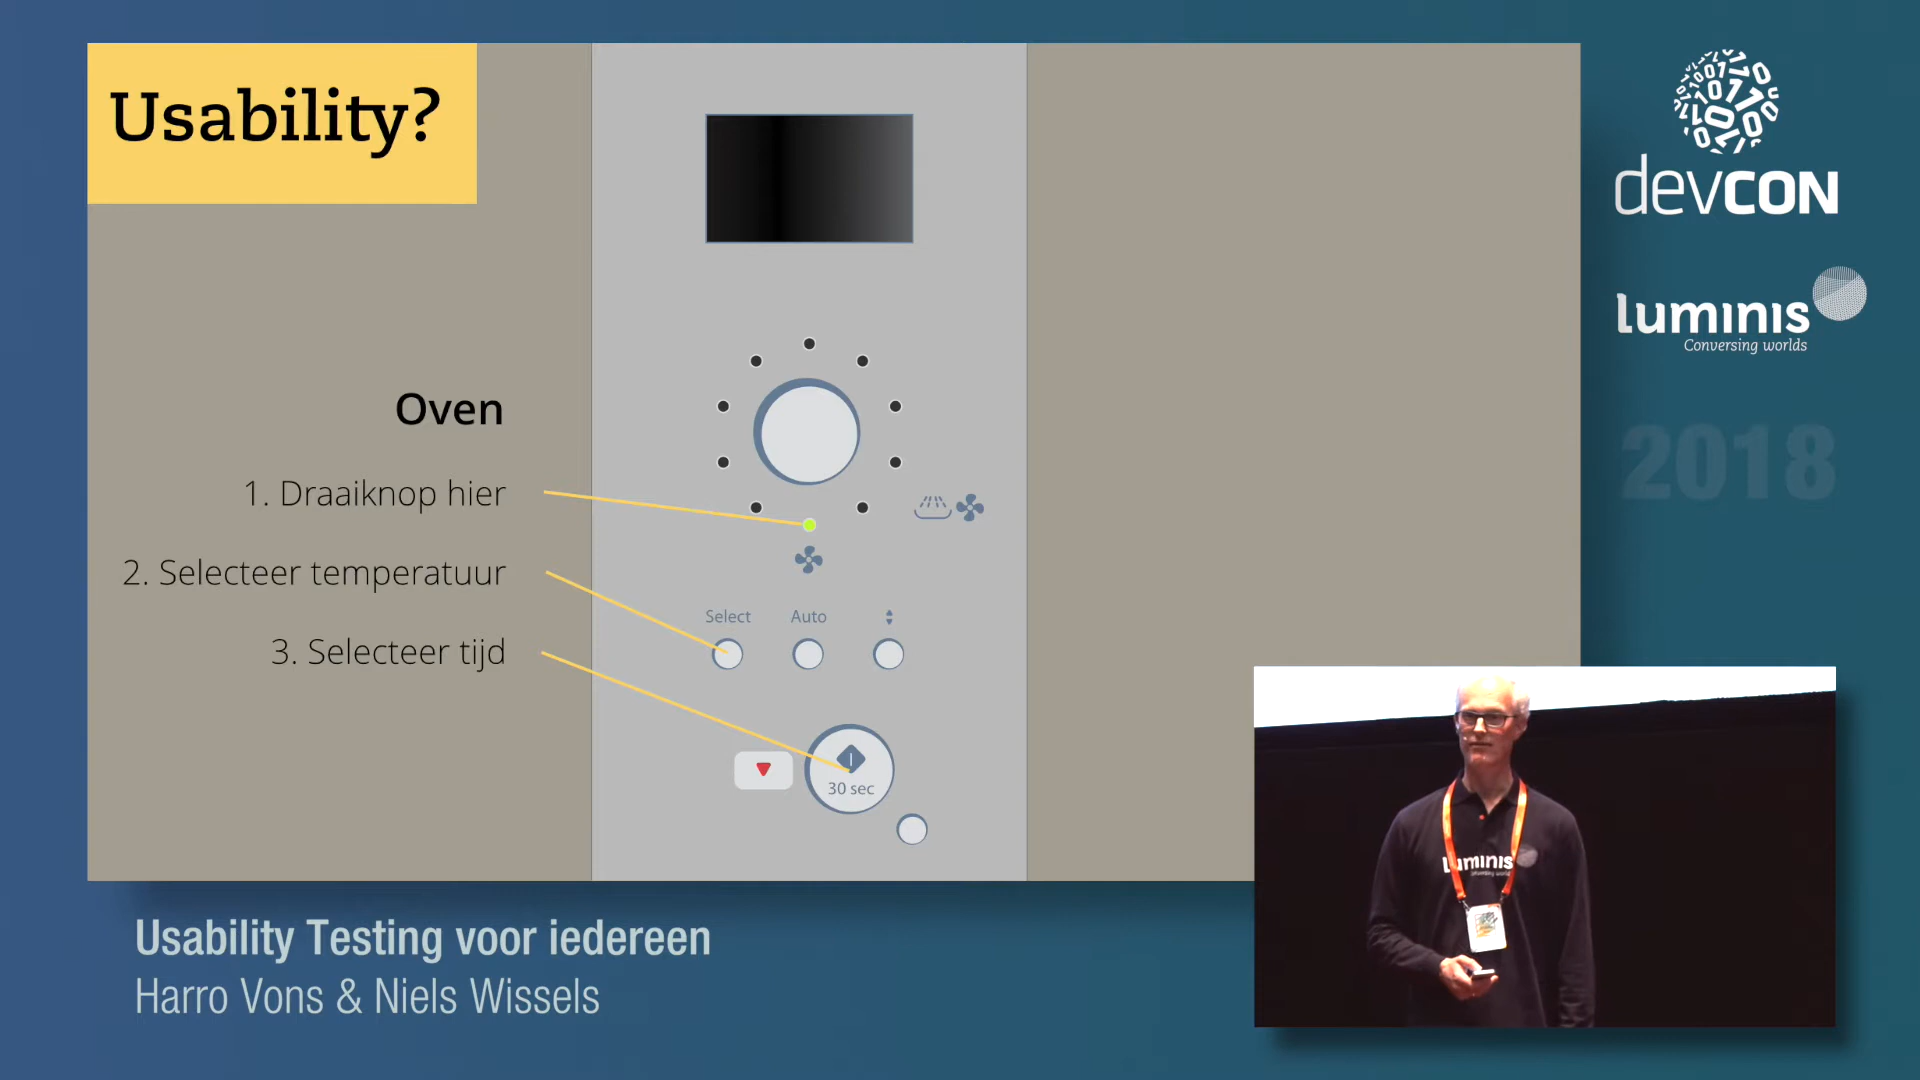 Usability?
Oven
1. Draaiknop hier
2. Selecteer temperatuur
3. Selecteer tijd
Select
Auto
30 sec
devcon
luminis
Conversing worlds
2018
luminis
Usability Testing voor iedereen
Harro Vons & Niels Wissels